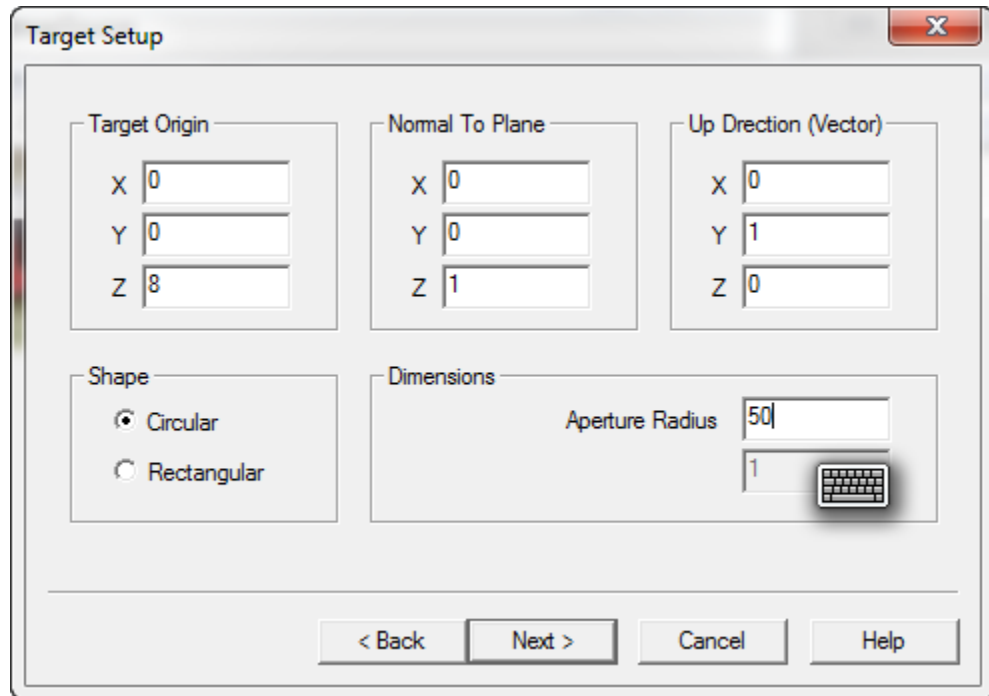 Target Setup
Target Origin
X 0
Y 0
Z 8
Normal To Plane
X 0
Y 0
Z 1
Up Drection (Vector)
X 0
Y 1
Z 0
Shape
Circular
Rectangular
Dimensions
Aperture Radius 50
1
< Back Next > Cancel Help